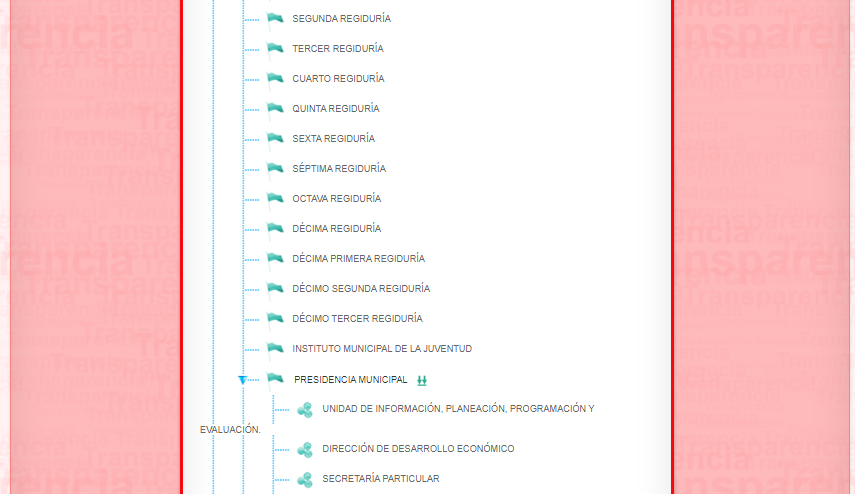 SEGUNDA REGIDURÍA
TERCER REGIDURÍA
CUARTO REGIDURÍA
QUINTA REGIDURÍA
SEXTA REGIDURÍA
SÉPTIMA REGIDURÍA
OCTAVA REGIDURÍA
DÉCIMA REGIDURÍA
DÉCIMA PRIMERA REGIDURÍA
DÉCIMO SEGUNDA REGIDURÍA
DÉCIMO TERCER REGIDURÍA
INSTITUTO MUNICIPAL DE LA JUVENTUD
PRESIDENCIA MUNICIPAL
UNIDAD DE INFORMACIÓN, PLANEACIÓN, PROGRAMACIÓN Y
EVALUACIÓN.
DIRECCIÓN DE DESARROLLO ECONÓMICO
SECRETARÍA PARTICULAR